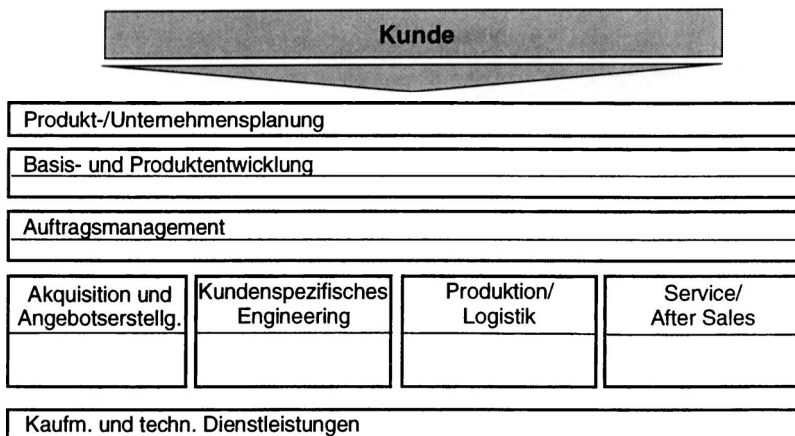 Kunde
Produkt-/Unternehmensplanung
Basis- und Produktentwicklung
Auftragsmanagement
Akquisition und
Angebotserstellg.
Kundenspezifisches
Engineering
Produktion/
Logistik
Service/
After Sales
Kaufm. und techn. Dienstleistungen